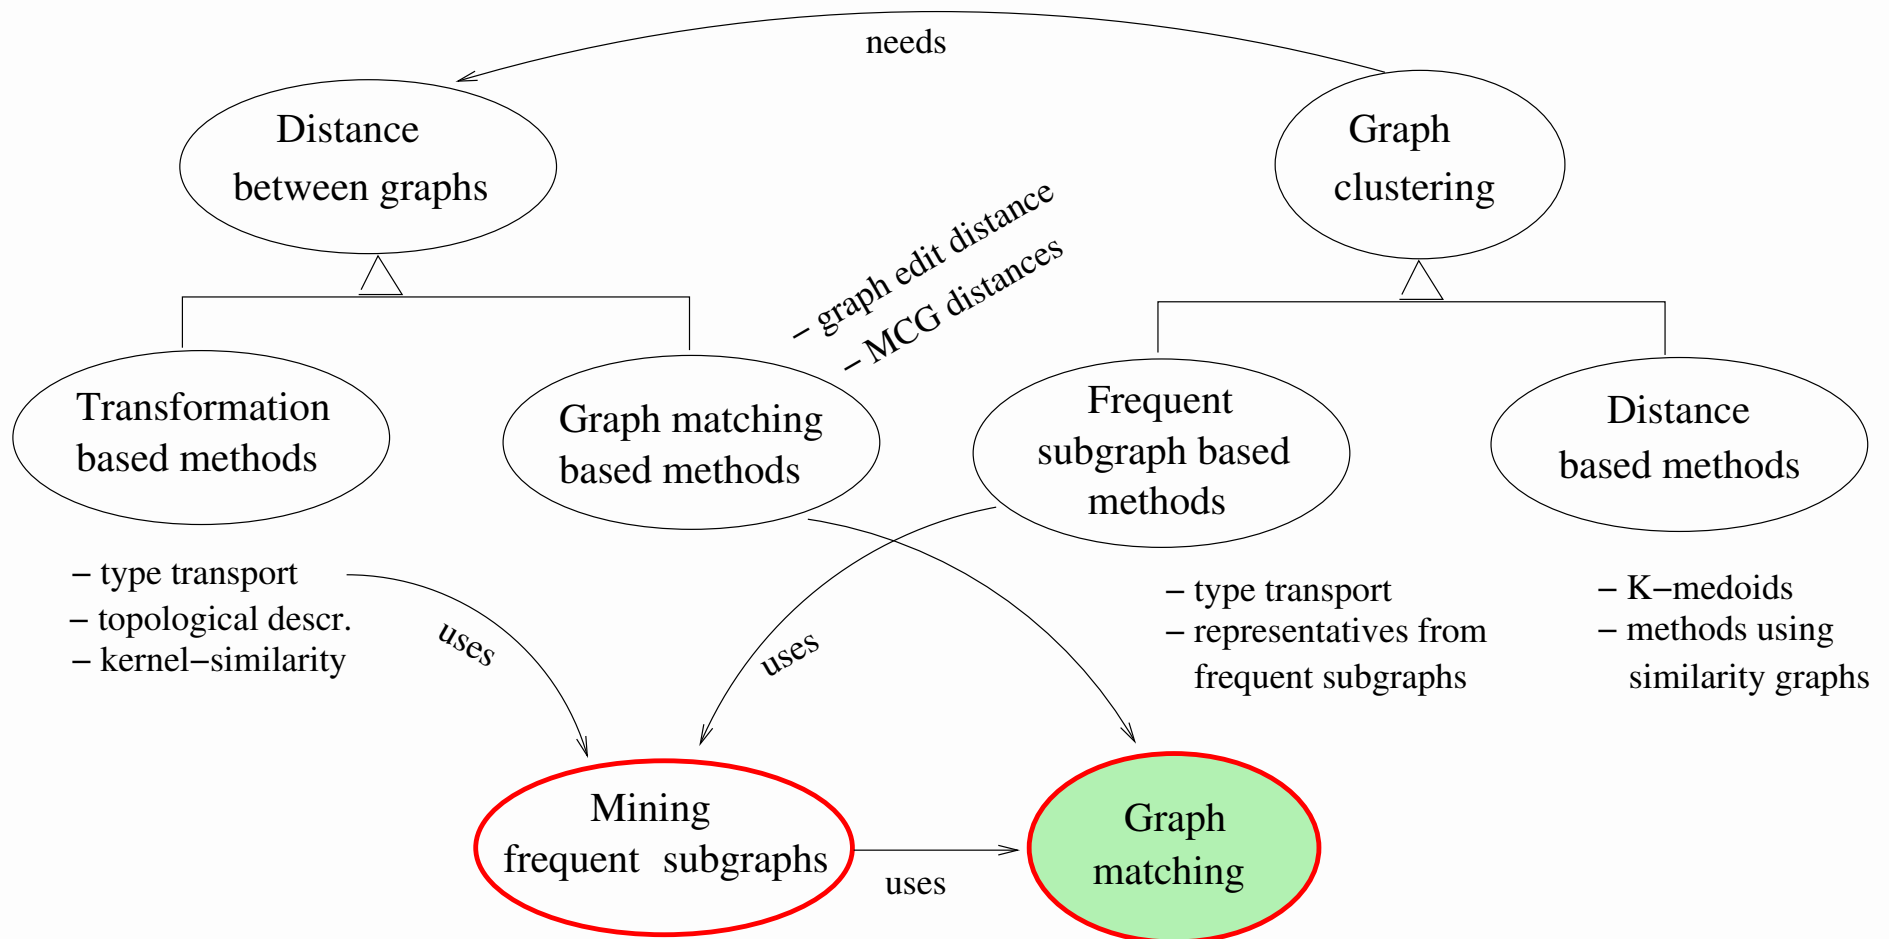 needs
Distance
between graphs
Graph
clustering
– graph edit distance
– MCG distances
Transformation
based methods
Graph matching
based methods
Frequent
subgraph based
methods
Distance
based methods
– type transport
– topological descr.
– kernel–similarity
uses
uses
– type transport
– representatives from
frequent subgraphs
– K–medoids
– methods using
similarity graphs
Mining
frequent subgraphs
uses
Graph
matching